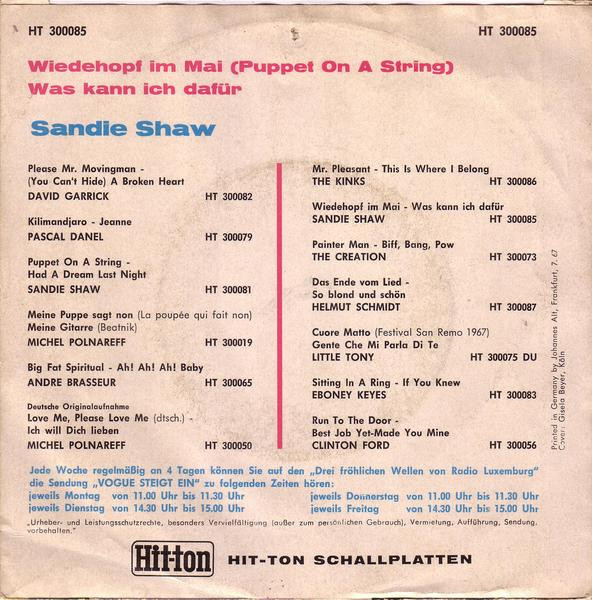 HT 300085
HT 300085
Wiedehopf im Mai (Puppet On A String)
Was kann ich dafür
Sandie Shaw
Please Mr. Movingman -
(You Can't Hide) A Broken Heart
DAVID GARRICK HT 300082
Kilimandjaro - Jeanne
PASCAL DANEL HT 300079
Puppet On A String -
Had A Dream Last Night
SANDIE SHAW HT 300081
Meine Puppe sagt non (La poupée qui fait non)
Meine Gitarre (Beatnik)
MICHEL POLNAREFF HT 300019
Big Fat Spiritual - Ah! Ah! Ah! Baby
ANDRE BRASSEUR HT 300065
Deutsche Originalaufnahme
Love Me, Please Love Me (dtsch.) -
Ich will Dich lieben
MICHEL POLNAREFF HT 300050
Mr. Pleasant - This Is Where I Belong
THE KINKS HT 300086
Wiedehopf im Mai - Was kann ich dafür
SANDIE SHAW HT 300085
Painter Man - Biff, Bang, Pow
THE CREATION HT 300073
Das Ende vom Lied -
So blond und schön
HELMUT SCHMIDT HT 300087
Cuore Matto (Festival San Remo 1967)
Gente Che Mi Parla Di Te
LITTLE TONY HT 300075 DU
Sitting In A Ring - If You Knew
EBONEY KEYES HT 300083
Run To The Door -
Best Job Yet-Made You Mine
CLINTON FORD HT 300056
Printed in Germany by Johannes Alt, Frankfurt, 7. 67
Cover: Gisela Beyer, Köln
Jede Woche regelmäßig an 4 Tagen können Sie auf den „Drei fröhlichen Wellen von Radio Luxemburg"
die Sendung „VOGUE STEIGT EIN" zu folgenden Zeiten hören:
jeweils Montag von 11.00 Uhr bis 11.30 Uhr
jeweils Dienstag von 14.30 Uhr bis 15.00 Uhr
jeweils Donnerstag von 11.00 Uhr bis 11.30 Uhr
jeweils Freitag von 14.30 Uhr bis 15.00 Uhr
„Urheber- und Leistungsschutzrechte, besonders Vervielfältigung (außer zum persönlichen Gebrauch), Vermietung, Aufführung, Sendung,
vorbehalten."
Hit-ton HIT-TON SCHALLPLATTEN